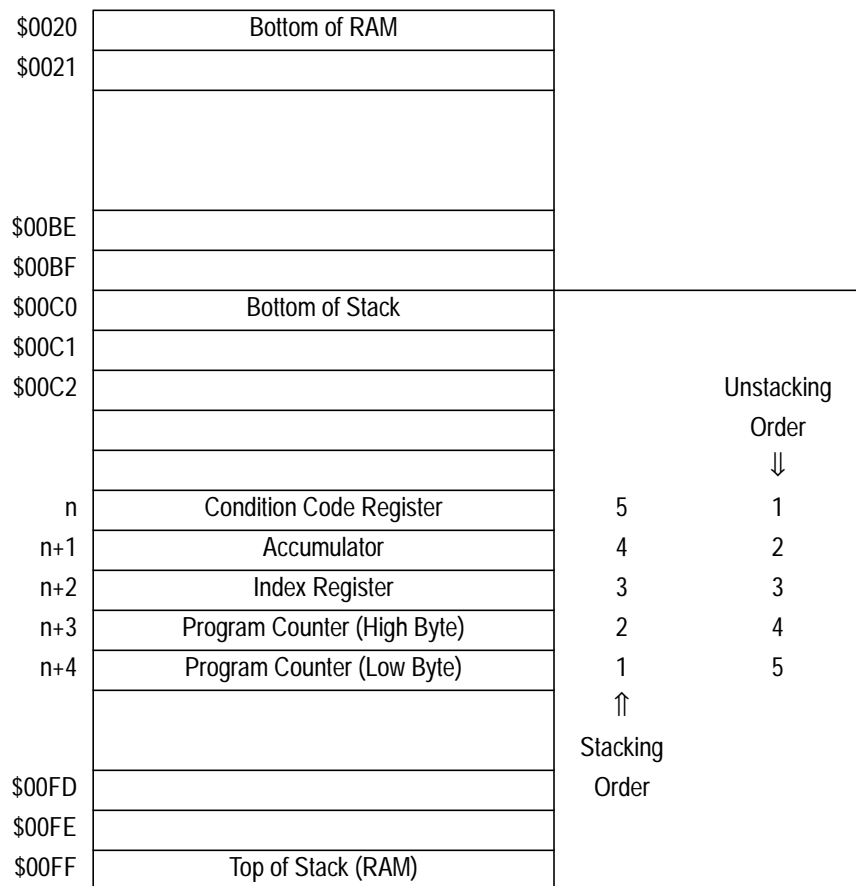 $0020 Bottom of RAM
$0021
$00BE
$00BF
$00C0 Bottom of Stack
$00C1
$00C2 Unstacking
Order
⇓
n Condition Code Register 5 1
n+1 Accumulator 4 2
n+2 Index Register 3 3
n+3 Program Counter (High Byte) 2 4
n+4 Program Counter (Low Byte) 1 5
⇑
Stacking
$00FD Order
$00FE
$00FF Top of Stack (RAM)